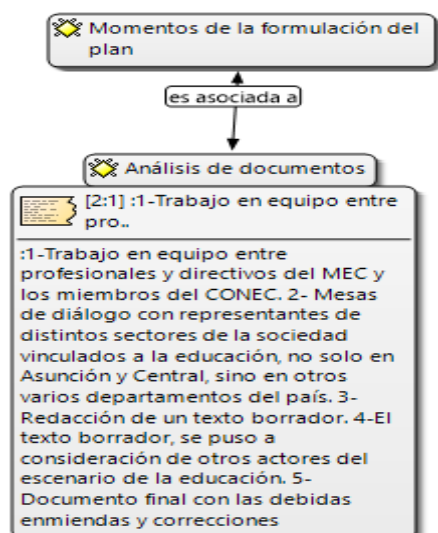 Momentos de la formulación del
plan
es asociada a
Análisis de documentos
[2:1] :1-Trabajo en equipo entre
pro..
:1-Trabajo en equipo entre
profesionales y directivos del MEC y
los miembros del CONEC. 2- Mesas
de diálogo con representantes de
distintos sectores de la sociedad
vinculados a la educación, no solo en
Asunción y Central, sino en otros
varios departamentos del país. 3-
Redacción de un texto borrador. 4-El
texto borrador, se puso a
consideración de otros actores del
escenario de la educación. 5-
Documento final con las debidas
enmiendas y correcciones